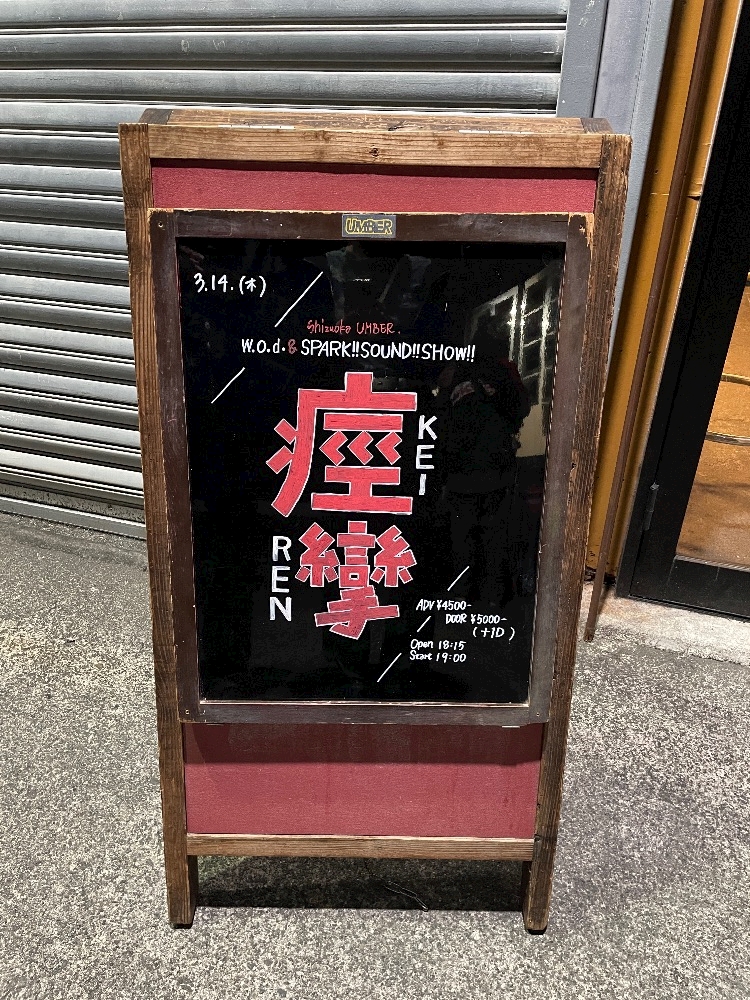 UMBER
3.14.(木)
Shizuoka UMBER.
W.O.d.& SPARK!!SOUND!!SHOW!!
痙
KEI
攣
REN
ADV ¥4500-
DOOR ¥5000-
(+1D)
Open 18:15
Start 19:00